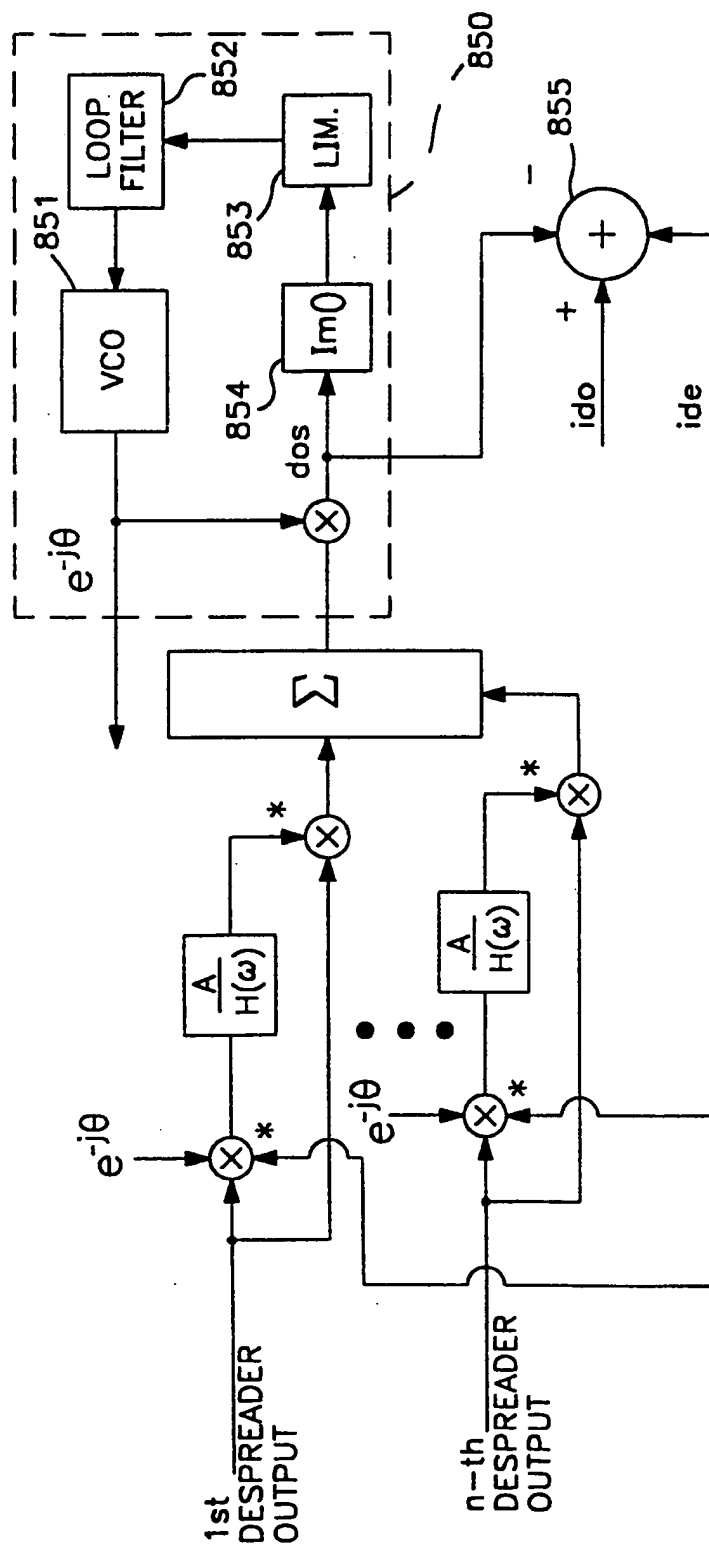 1st
DESPREADER
OUTPUT
n-th
DESPREADER
OUTPUT
e^-jθ
*
A
H(ω)
*
e^-jθ
*
A
H(ω)
*
Σ
e^-jθ
VCO
851
LOOP
FILTER
852
LIM.
853
Im()
854
dos
850
ido
+
-
+
855
ide